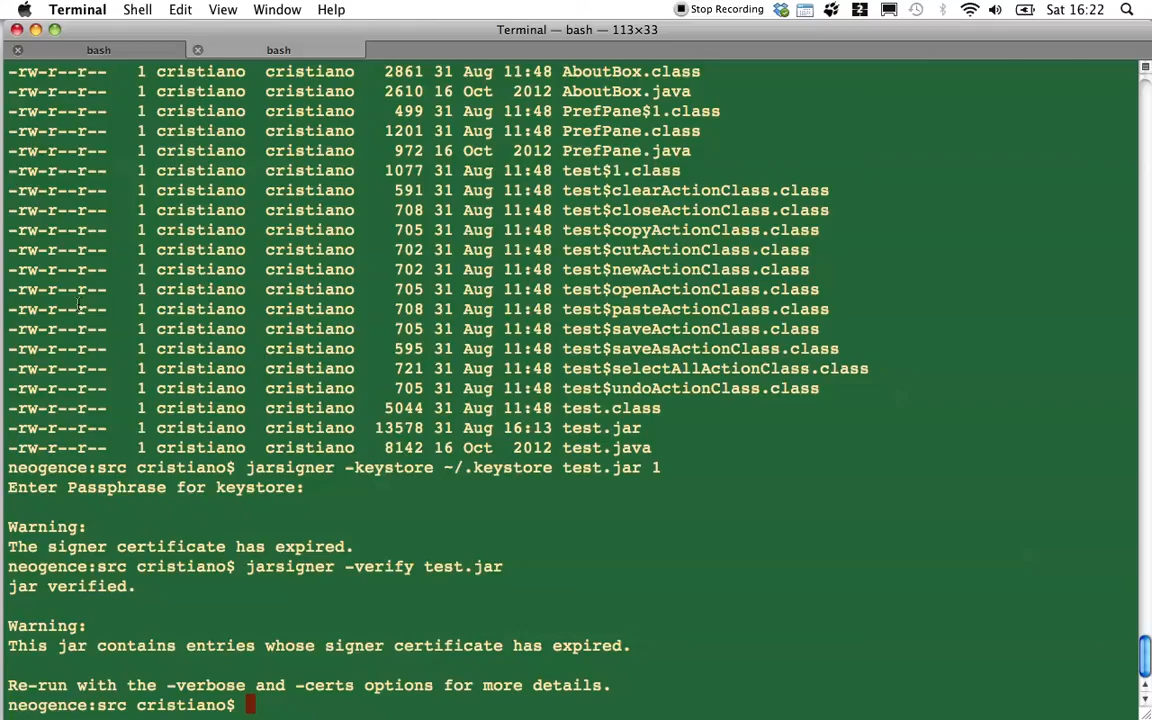 Terminal Shell Edit View Window Help Stop Recording Sat 16:22
Terminal — bash — 113×33
bash bash
-rw-r--r-- 1 cristiano cristiano 2861 31 Aug 11:48 AboutBox.class
-rw-r--r-- 1 cristiano cristiano 2610 16 Oct 2012 AboutBox.java
-rw-r--r-- 1 cristiano cristiano 499 31 Aug 11:48 PrefPane$1.class
-rw-r--r-- 1 cristiano cristiano 1201 31 Aug 11:48 PrefPane.class
-rw-r--r-- 1 cristiano cristiano 972 16 Oct 2012 PrefPane.java
-rw-r--r-- 1 cristiano cristiano 1077 31 Aug 11:48 test$1.class
-rw-r--r-- 1 cristiano cristiano 591 31 Aug 11:48 test$clearActionClass.class
-rw-r--r-- 1 cristiano cristiano 708 31 Aug 11:48 test$closeActionClass.class
-rw-r--r-- 1 cristiano cristiano 705 31 Aug 11:48 test$copyActionClass.class
-rw-r--r-- 1 cristiano cristiano 702 31 Aug 11:48 test$cutActionClass.class
-rw-r--r-- 1 cristiano cristiano 702 31 Aug 11:48 test$newActionClass.class
-rw-r--r-- 1 cristiano cristiano 705 31 Aug 11:48 test$openActionClass.class
-rw-r--r-- 1 cristiano cristiano 708 31 Aug 11:48 test$pasteActionClass.class
-rw-r--r-- 1 cristiano cristiano 705 31 Aug 11:48 test$saveActionClass.class
-rw-r--r-- 1 cristiano cristiano 595 31 Aug 11:48 test$saveAsActionClass.class
-rw-r--r-- 1 cristiano cristiano 721 31 Aug 11:48 test$selectAllActionClass.class
-rw-r--r-- 1 cristiano cristiano 705 31 Aug 11:48 test$undoActionClass.class
-rw-r--r-- 1 cristiano cristiano 5044 31 Aug 11:48 test.class
-rw-r--r-- 1 cristiano cristiano 13578 31 Aug 16:13 test.jar
-rw-r--r-- 1 cristiano cristiano 8142 16 Oct 2012 test.java
neogence:src cristiano$ jarsigner -keystore ~/.keystore test.jar 1
Enter Passphrase for keystore:
Warning:
The signer certificate has expired.
neogence:src cristiano$ jarsigner -verify test.jar
jar verified.
Warning:
This jar contains entries whose signer certificate has expired.
Re-run with the -verbose and -certs options for more details.
neogence:src cristiano$